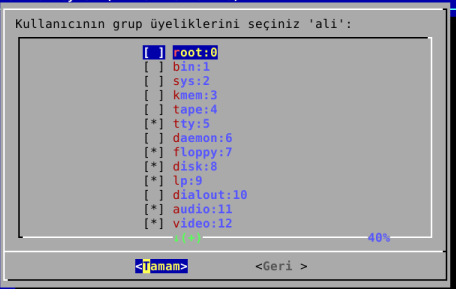 Kullanıcının grup üyeliklerini seçiniz 'ali':
[ ] root:0
[ ] bin:1
[ ] sys:2
[ ] kmem:3
[ ] tape:4
[*] tty:5
[ ] daemon:6
[*] floppy:7
[*] disk:8
[*] lp:9
[ ] dialout:10
[*] audio:11
[*] video:12
40%
<Tamam> <Geri >